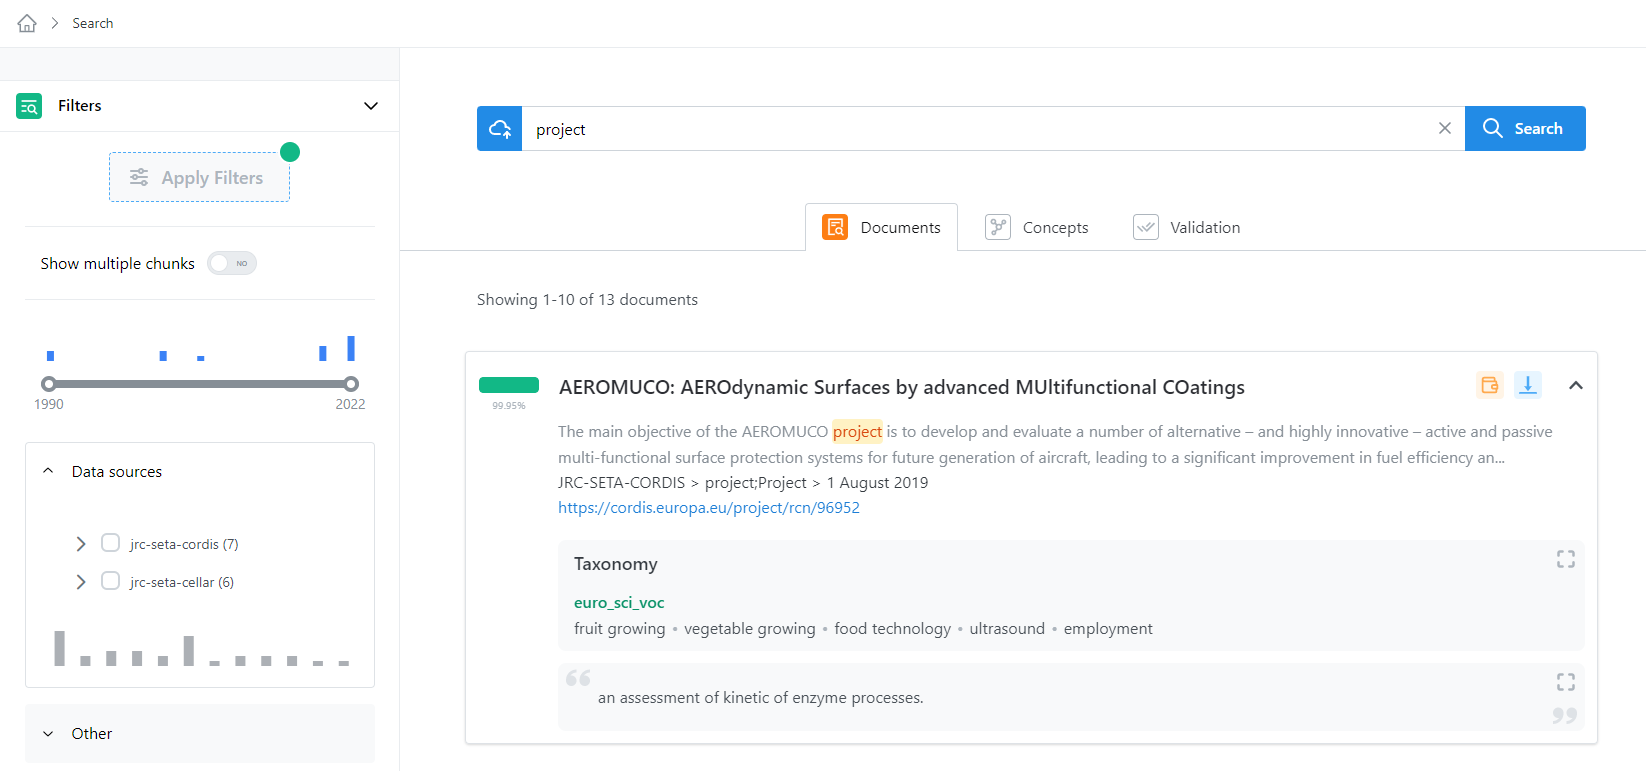 Search
Filters
Apply Filters
Show multiple chunks
NO
1990
2022
Data sources
jrc-seta-cordis (7)
jrc-seta-cellar (6)
Other
project
Search
Documents
Concepts
Validation
Showing 1-10 of 13 documents
99.95%
AEROMUCO: AEROdynamic Surfaces by advanced MUltifunctional COatings
The main objective of the AEROMUCO project is to develop and evaluate a number of alternative – and highly innovative – active and passive
multi-functional surface protection systems for future generation of aircraft, leading to a significant improvement in fuel efficiency an...
JRC-SETA-CORDIS > project;Project > 1 August 2019
https://cordis.europa.eu/project/rcn/96952
Taxonomy
euro_sci_voc
fruit growing • vegetable growing • food technology • ultrasound • employment
an assessment of kinetic of enzyme processes.